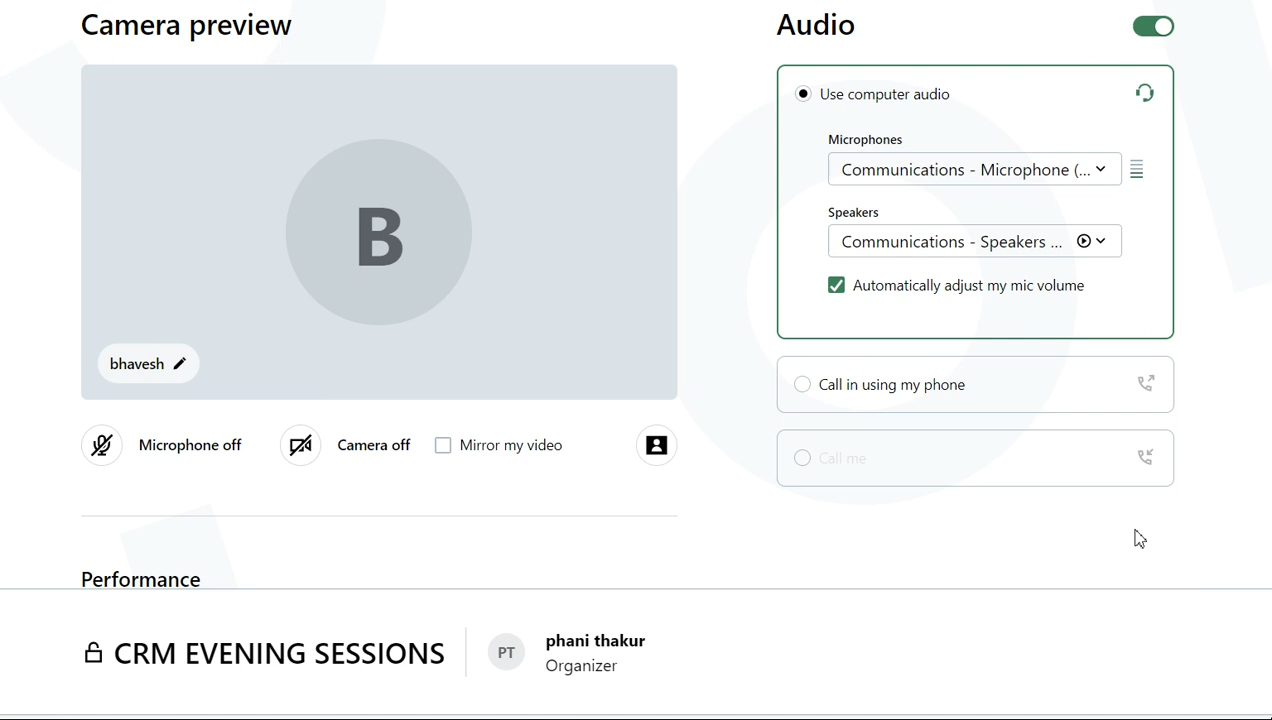 Camera preview
B
bhavesh
Microphone off
Camera off
Mirror my video
Audio
Use computer audio
Microphones
Communications - Microphone (...
Speakers
Communications - Speakers ...
Automatically adjust my mic volume
Call in using my phone
Call me
Performance
CRM EVENING SESSIONS
PT
phani thakur
Organizer